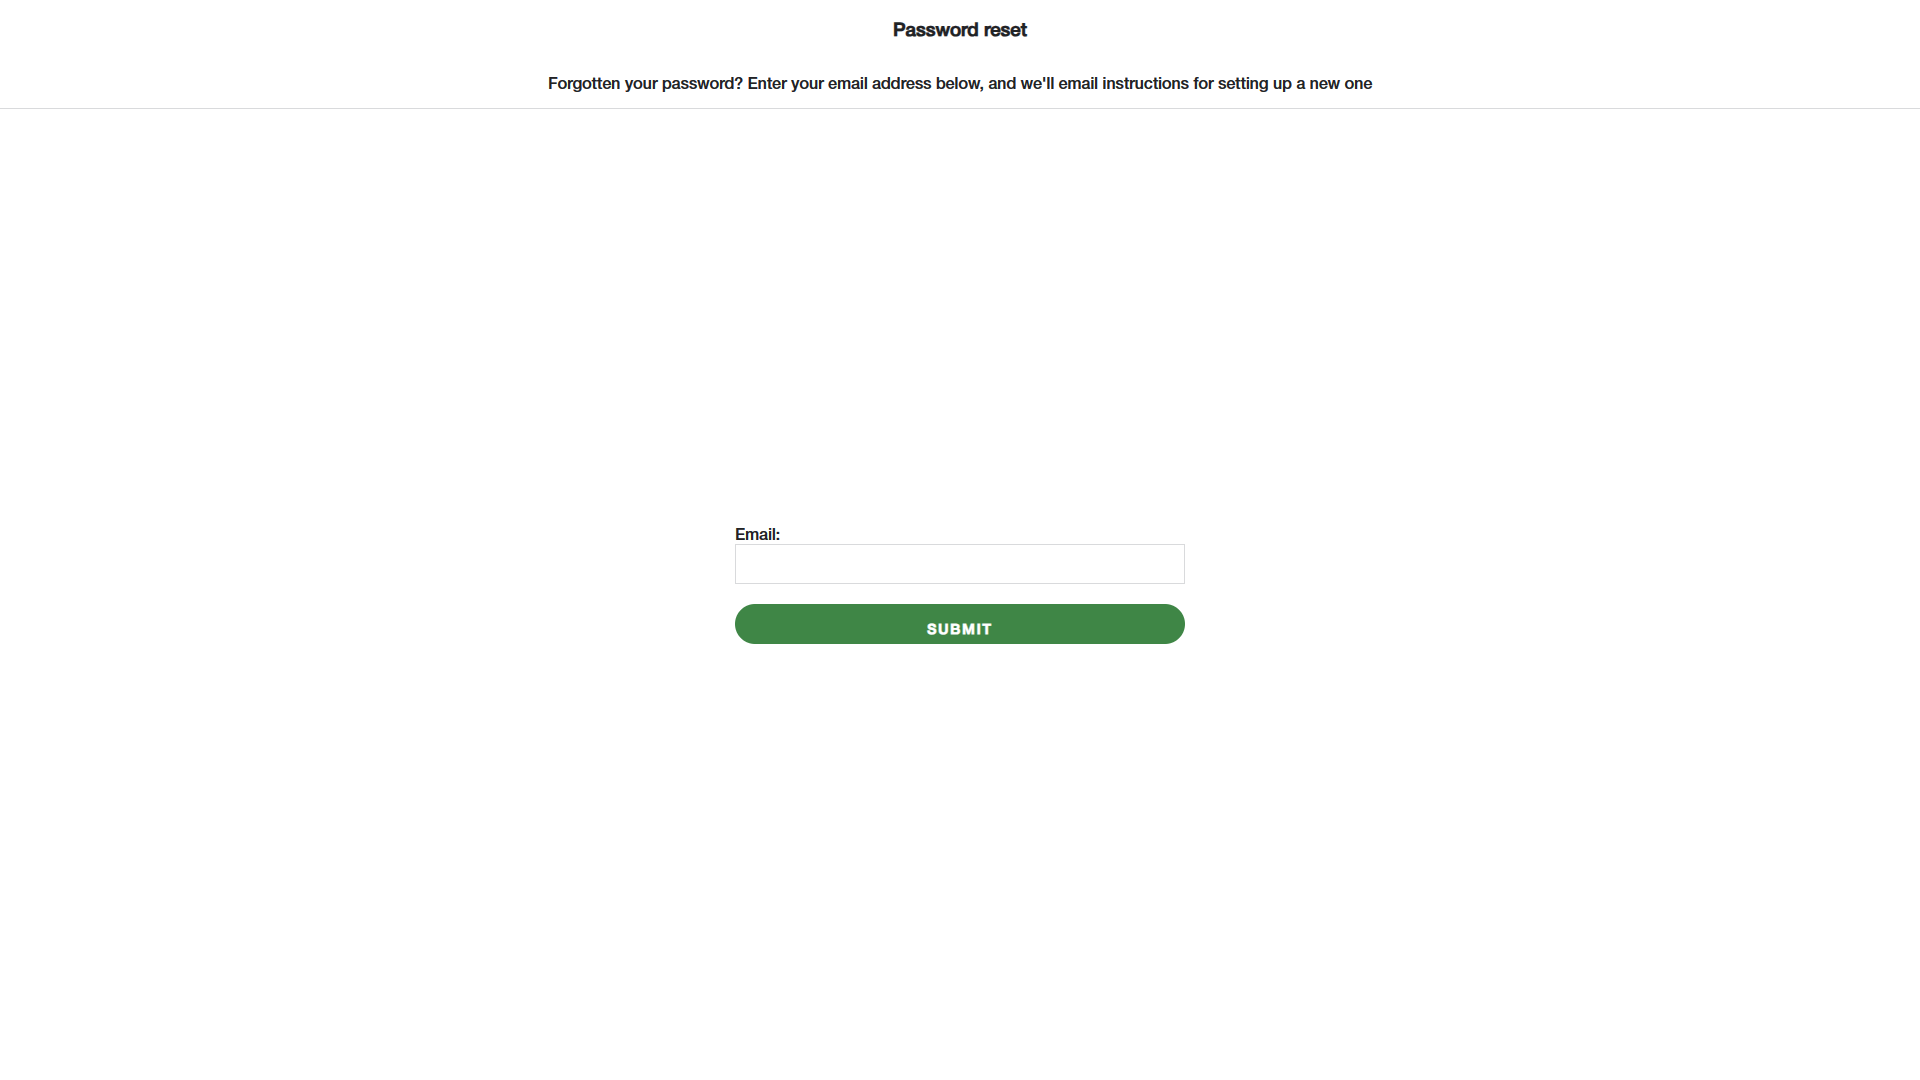 Password reset
Forgotten your password? Enter your email address below, and we'll email instructions for setting up a new one
Email:
SUBMIT